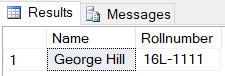 Results Messages
Name Rollnumber
1 George Hill 16L-1111